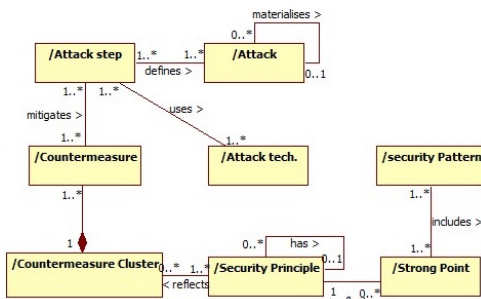 materialises >
0..*
/Attack step
1..*
1..*
/Attack
defines >
0..1
1..*
1..*
mitigates >
uses >
1..*
1..*
/Countermeasure
/Attack tech.
/security Pattern
1..*
1..*
0..*
has >
includes >
1
0..1
1..*
/Countermeasure Cluster
0..*
1..*
/Security Principle
/Strong Point
< reflects
1
0..*